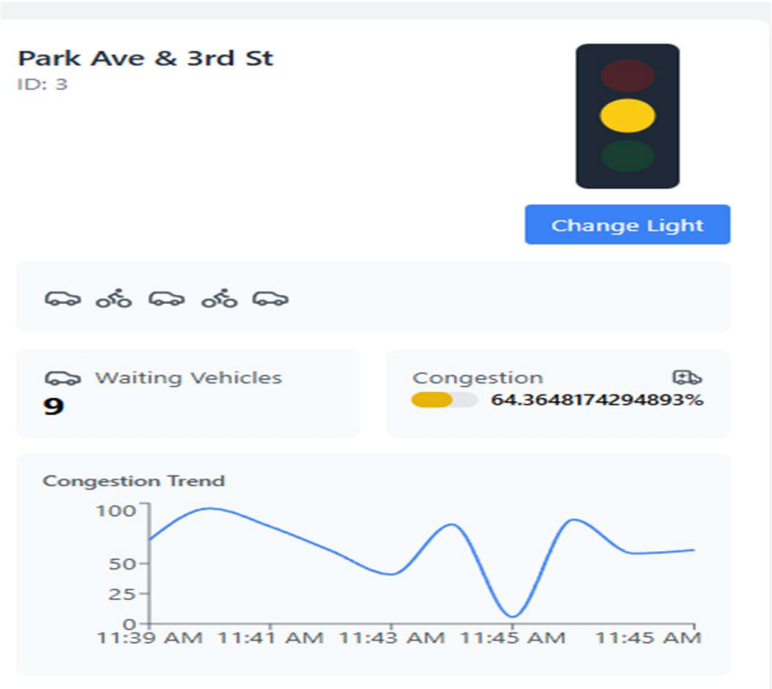 Park Ave & 3rd St
ID: 3
Change Light
Waiting Vehicles
9
Congestion
64.3648174294893%
Congestion Trend
100
50
25
0
11:39 AM 11:41 AM 11:43 AM 11:45 AM 11:45 AM